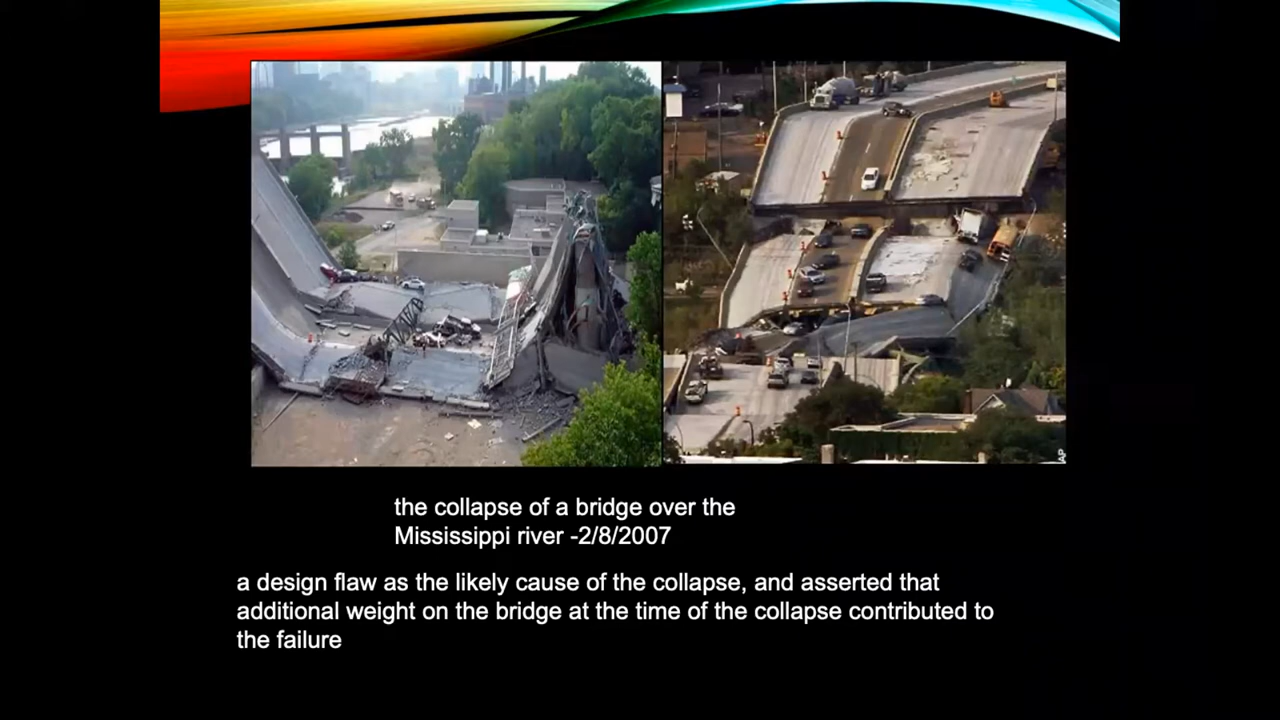 AP
the collapse of a bridge over the
Mississippi river -2/8/2007
a design flaw as the likely cause of the collapse, and asserted that
additional weight on the bridge at the time of the collapse contributed to
the failure